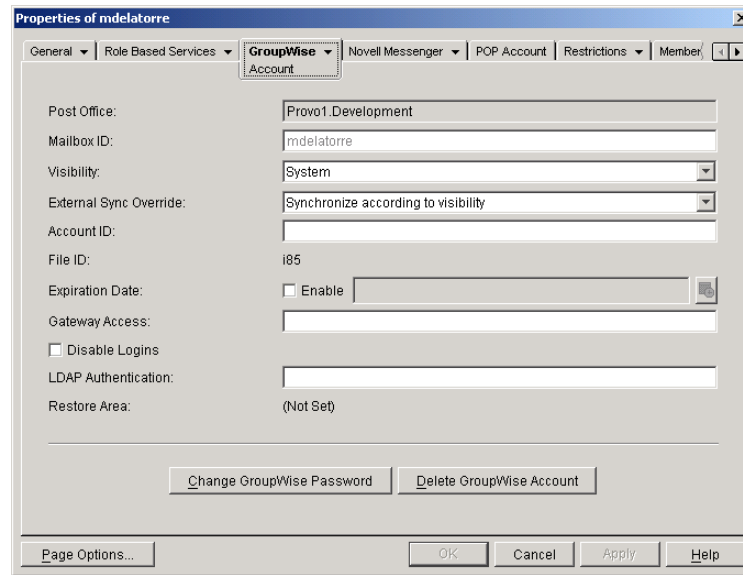 Properties of mdelatorre
General Role Based Services GroupWise Novell Messenger POP Account Restrictions Member
Account
Post Office: Provo1.Development
Mailbox ID: mdelatorre
Visibility: System
External Sync Override: Synchronize according to visibility
Account ID:
File ID: i85
Expiration Date: Enable
Gateway Access:
Disable Logins
LDAP Authentication:
Restore Area: (Not Set)
Change GroupWise Password Delete GroupWise Account
Page Options... OK Cancel Apply Help